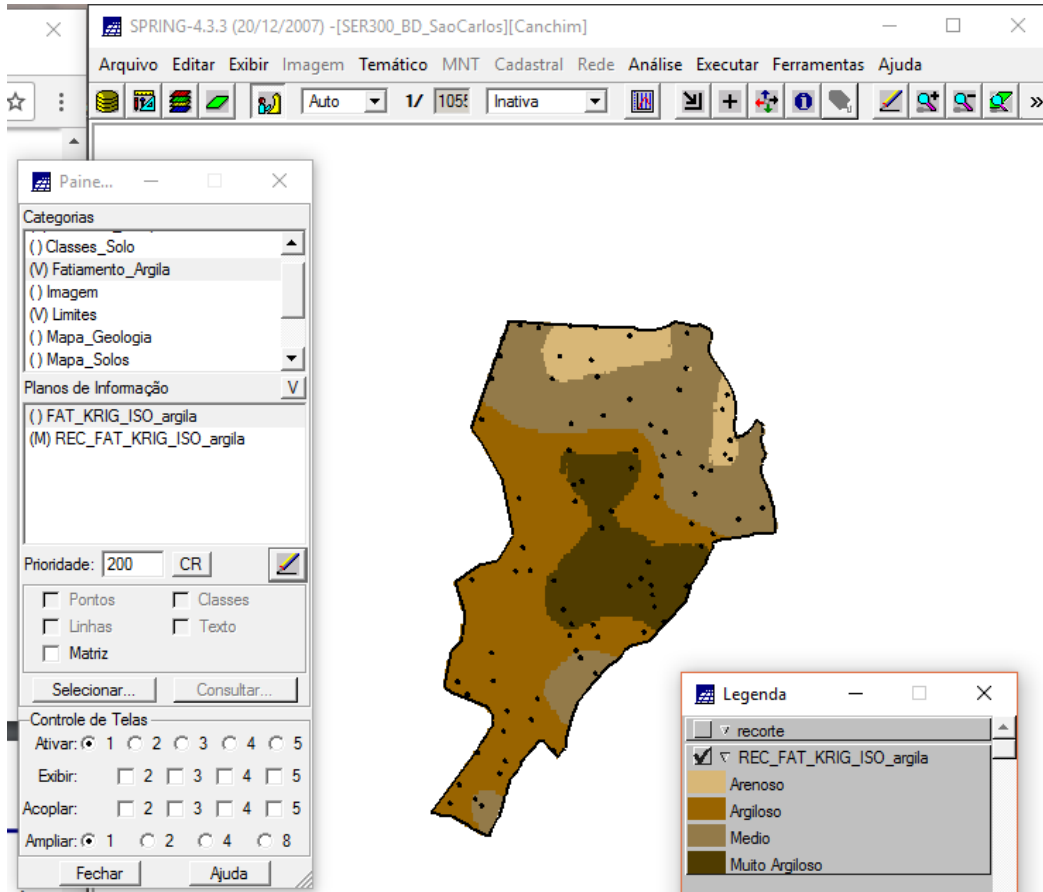 SPRING-4.3.3 (20/12/2007) -[SER300_BD_SaoCarlos][Canchim]
Arquivo Editar Exibir Imagem Temático MNT Cadastral Rede Análise Executar Ferramentas Ajuda
Auto 1/ 1055 Inativa »
Paine...
Categorias
( ) Classes_Solo
(V) Fatiamento_Argila
( ) Imagem
(V) Limites
( ) Mapa_Geologia
( ) Mapa_Solos
Planos de Informação V
( ) FAT_KRIG_ISO_argila
(M) REC_FAT_KRIG_ISO_argila
Prioridade: 200 CR
Pontos Classes
Linhas Texto
Matriz
Selecionar... Consultar...
Controle de Telas
Ativar: 1 2 3 4 5
Exibir: 2 3 4 5
Acoplar: 2 3 4 5
Ampliar: 1 2 4 8
Fechar Ajuda
Legenda
recorte
REC_FAT_KRIG_ISO_argila
Arenoso
Argiloso
Medio
Muito Argiloso